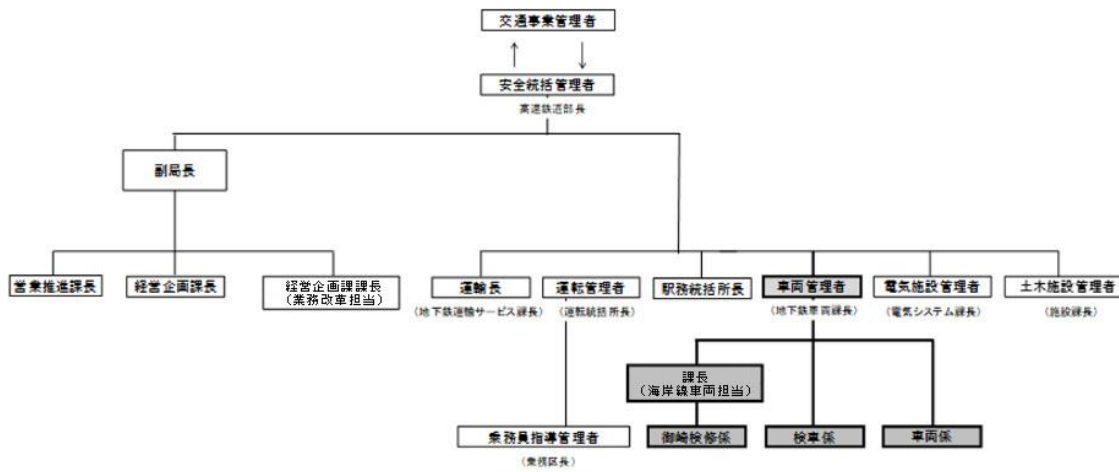 交通事業管理者
↑ ↓
安全統括管理者
高速鉄道部長
副局長
営業推進課長
経営企画課長
経営企画課課長
(業務改革担当)
運輸長
(地下鉄運輸サービス課長)
運転管理者
(運転統括所長)
駅務統括所長
車両管理者
(地下鉄車両課長)
電気施設管理者
(電気システム課長)
土木施設管理者
(施設課長)
課長
(海岸線車両担当)
乗務員指導管理者
(乗務区長)
御崎検修係
検車係
車両係